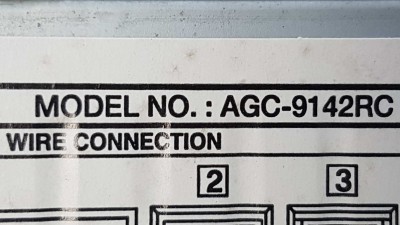 MODEL NO. : AGC-9142RC
WIRE CONNECTION
2 3